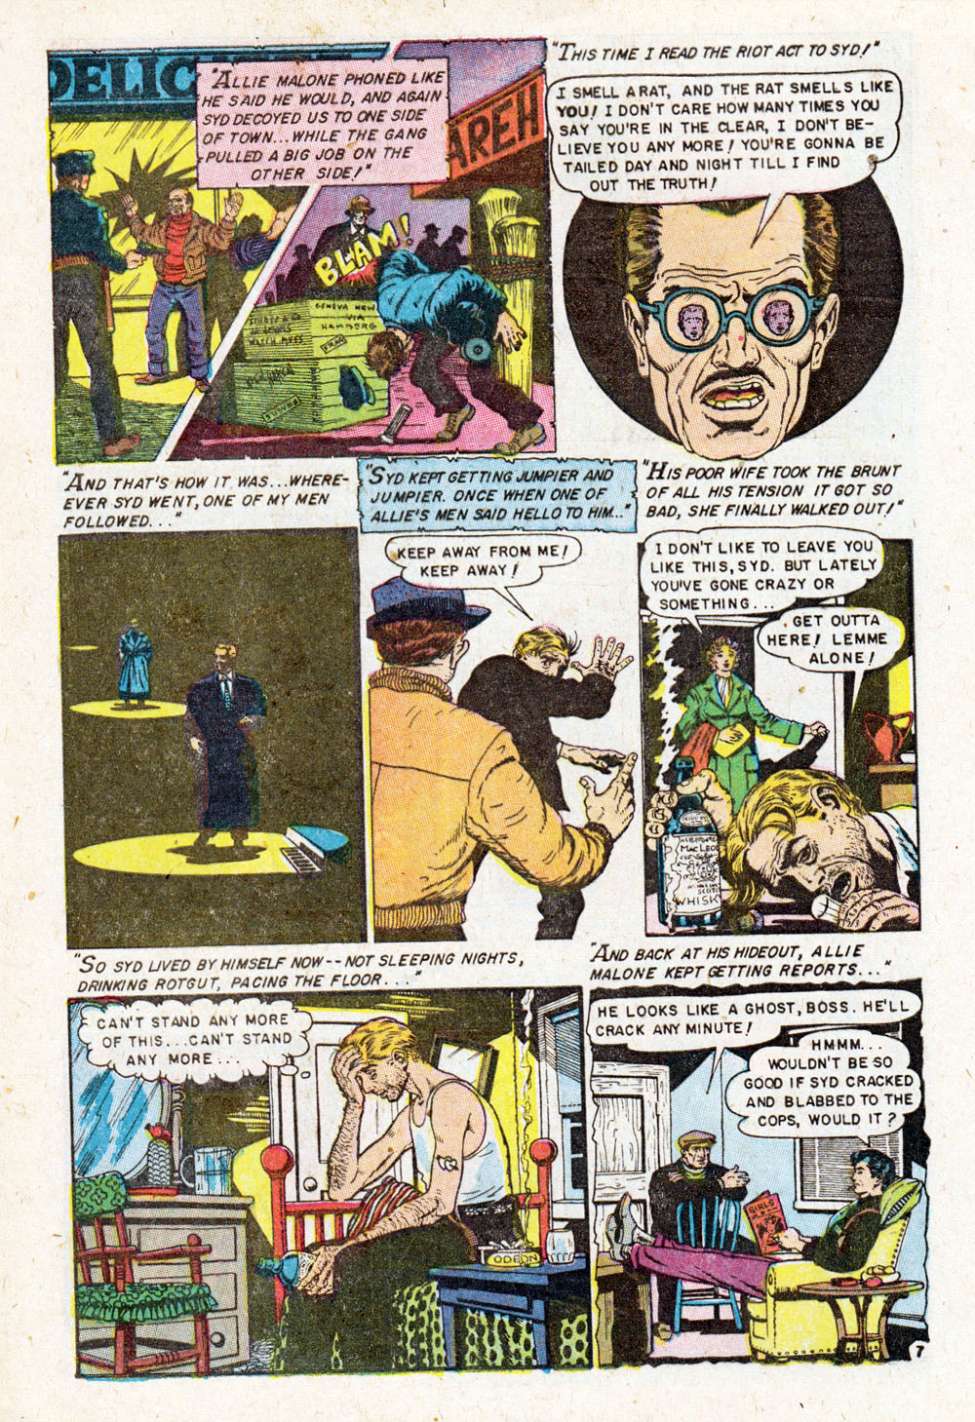 DELIC
"ALLIE MALONE PHONED LIKE
HE SAID HE WOULD, AND AGAIN
SYD DECOYED US TO ONE SIDE
OF TOWN...WHILE THE GANG
PULLED A BIG JOB ON THE
OTHER SIDE!"
AREH
BLAM!
GENEVA NEW
VIA
HAMBURG
"THIS TIME I READ THE RIOT ACT TO SYD!"
I SMELL A RAT, AND THE RAT SMELLS LIKE
YOU! I DON'T CARE HOW MANY TIMES YOU
SAY YOU'RE IN THE CLEAR, I DON'T BE-
LIEVE YOU ANY MORE! YOU'RE GONNA BE
TAILED DAY AND NIGHT TILL I FIND
OUT THE TRUTH!
"AND THAT'S HOW IT WAS...WHERE-
EVER SYD WENT, ONE OF MY MEN
FOLLOWED..."
"SYD KEPT GETTING JUMPIER AND
JUMPIER. ONCE WHEN ONE OF
ALLIE'S MEN SAID HELLO TO HIM..."
KEEP AWAY FROM ME!
KEEP AWAY!
"HIS POOR WIFE TOOK THE BRUNT
OF ALL HIS TENSION IT GOT SO
BAD, SHE FINALLY WALKED OUT!"
I DON'T LIKE TO LEAVE YOU
LIKE THIS, SYD. BUT LATELY
YOU'VE GONE CRAZY OR
SOMETHING...
GET OUTTA
HERE! LEMME
ALONE!
MACLEOD
SCOTCH
WHISK
"SO SYD LIVED BY HIMSELF NOW--NOT SLEEPING NIGHTS,
DRINKING ROTGUT, PACING THE FLOOR..."
CAN'T STAND ANY MORE
OF THIS...CAN'T STAND
ANY MORE...
ODEON
"AND BACK AT HIS HIDEOUT, ALLIE
MALONE KEPT GETTING REPORTS..."
HE LOOKS LIKE A GHOST, BOSS. HE'LL
CRACK ANY MINUTE!
HMMM...
WOULDN'T BE SO
GOOD IF SYD CRACKED
AND BLABBED TO THE
COPS, WOULD IT?
GIRLS
7